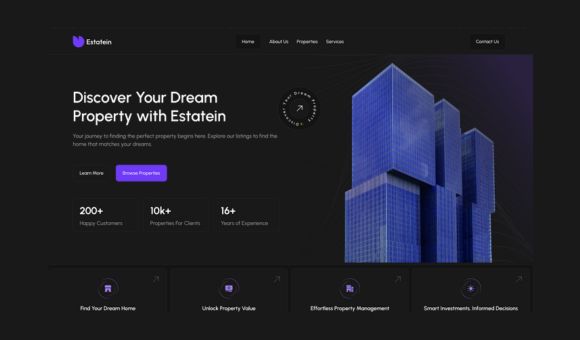 Estatein
Home
About Us
Properties
Services
Contact Us
Discover Your Dream
Property with Estatein
Discover Your Dream Property
Your journey to finding the perfect property begins here. Explore our listings to find the
home that matches your dreams.
Learn More
Browse Properties
200+
Happy Customers
10k+
Properties For Clients
16+
Years of Experience
Find Your Dream Home
Unlock Property Value
Effortless Property Management
Smart Investments, Informed Decisions